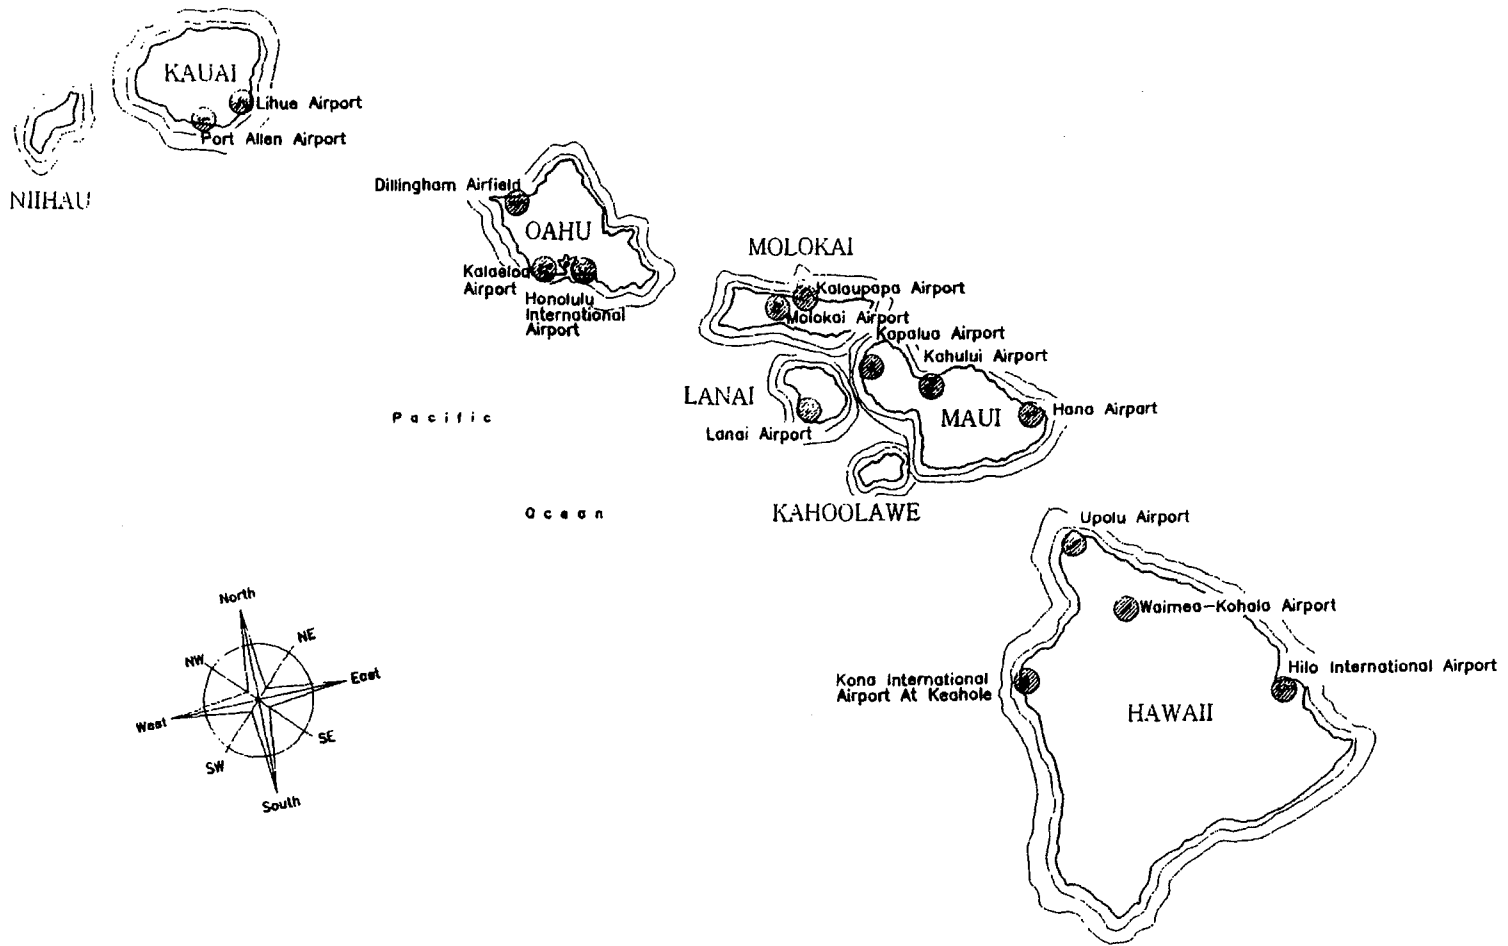 KAUAI
Lihue Airport
Port Allen Airport
NIIHAU
Dillingham Airfield
OAHU
Kalaeloa
Airport
Honolulu
International
Airport
MOLOKAI
Kalaupapa Airport
Molokai Airport
Kapalua Airport
Kahului Airport
LANAI
Lanai Airport
MAUI
Hana Airport
KAHOOLAWE
Pacific
Ocean
Upolu Airport
Waimea-Kohala Airport
Kona International
Airport At Keahole
Hilo International Airport
HAWAII
North
NE
NW
East
West
SE
SW
South